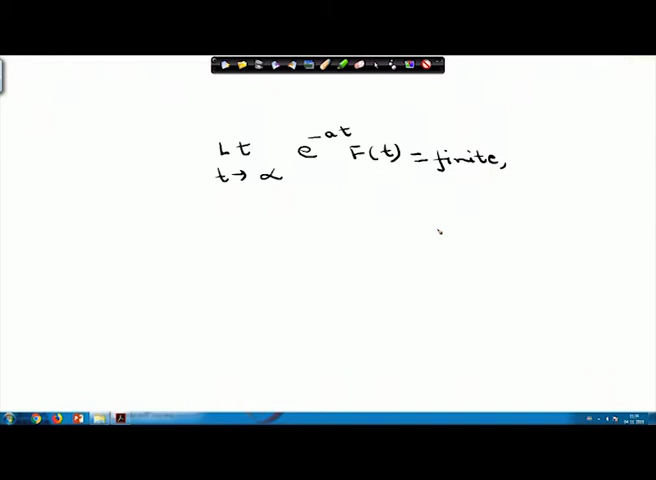 Lt e^{-at} F(t) = finite,
t → ∝